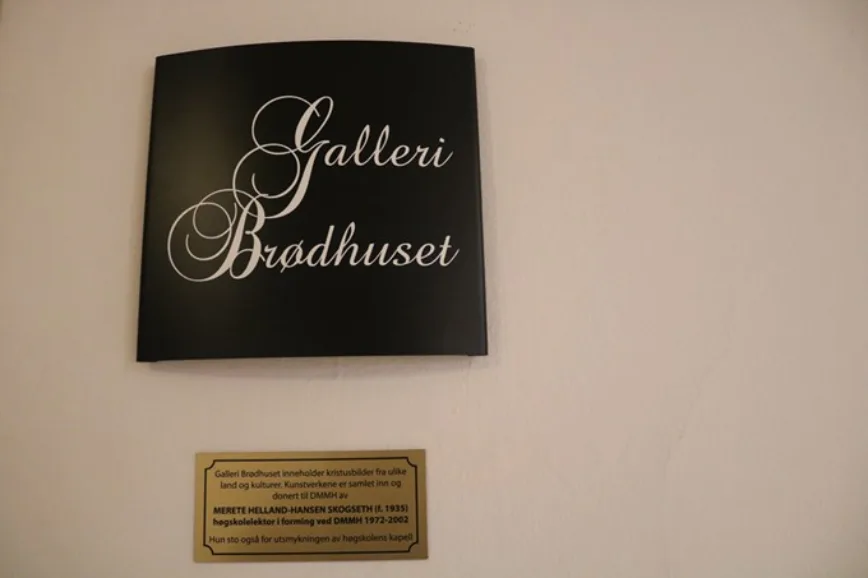 Galleri
Brødhuset
Galleri Brødhuset inneholder kristusbilder fra ulike
land og kulturer. Kunstverkene er samlet inn og
donert til DMMH av
MERETE HELLAND-HANSEN SKOGSETH (f. 1935)
høgskolelektor i forming ved DMMH 1972-2002
Hun sto også for utsmykningen av høgskolens kapell